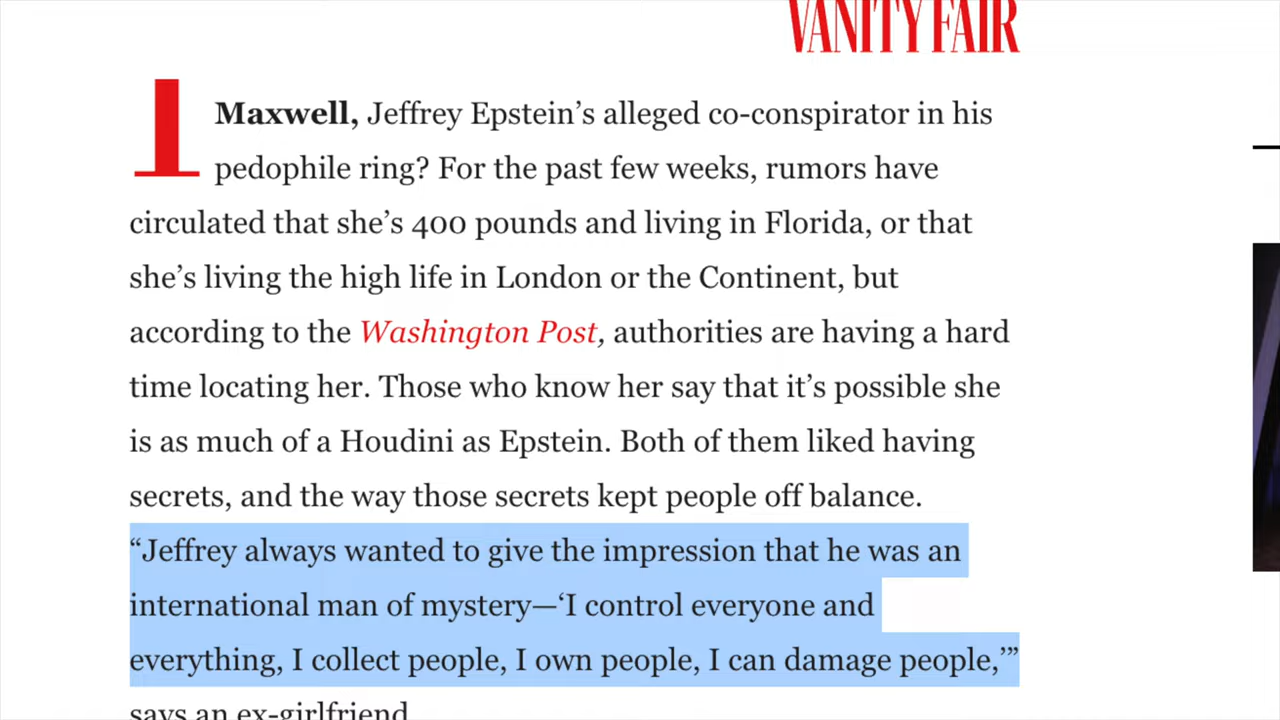 VANITY FAIR
Maxwell, Jeffrey Epstein’s alleged co-conspirator in his
pedophile ring? For the past few weeks, rumors have
circulated that she’s 400 pounds and living in Florida, or that
she’s living the high life in London or the Continent, but
according to the Washington Post, authorities are having a hard
time locating her. Those who know her say that it’s possible she
is as much of a Houdini as Epstein. Both of them liked having
secrets, and the way those secrets kept people off balance.
“Jeffrey always wanted to give the impression that he was an
international man of mystery—‘I control everyone and
everything, I collect people, I own people, I can damage people,’”
says an ex-girlfriend